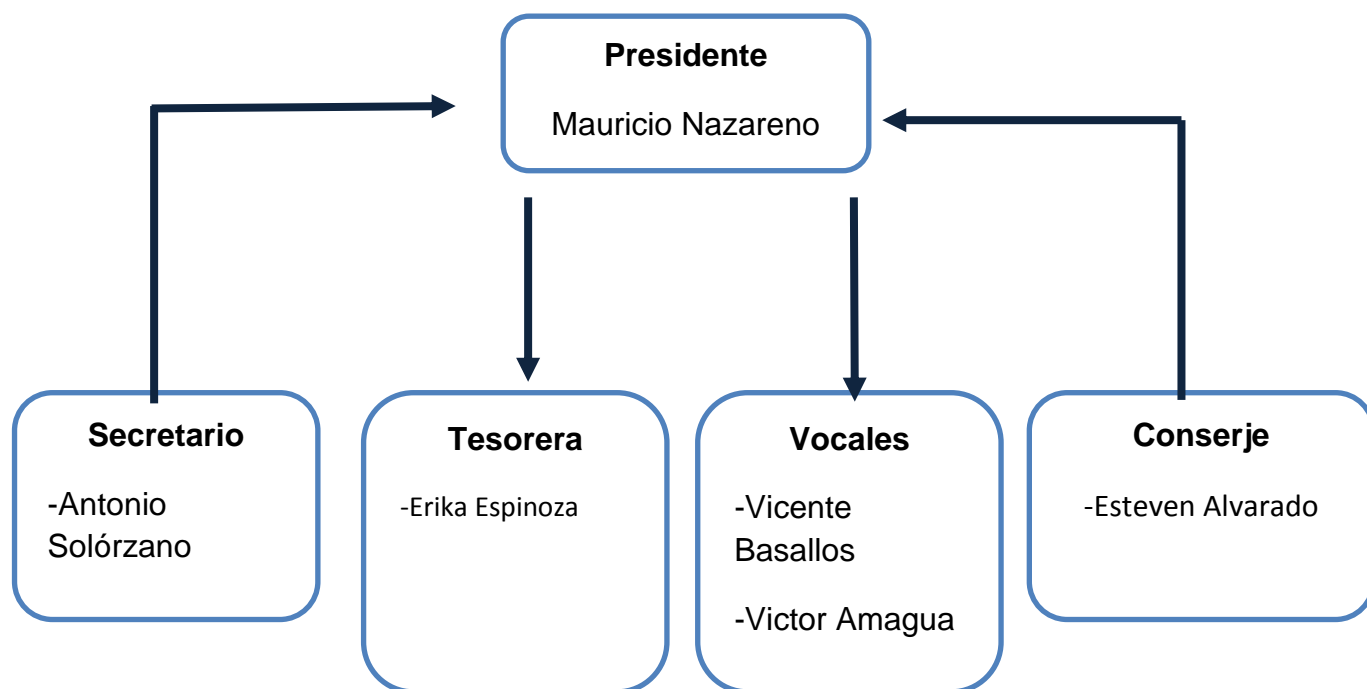 Presidente
Mauricio Nazareno
Secretario
-Antonio
Solórzano
Tesorera
-Erika Espinoza
Vocales
-Vicente
Basallos
-Victor Amagua
Conserje
-Esteven Alvarado